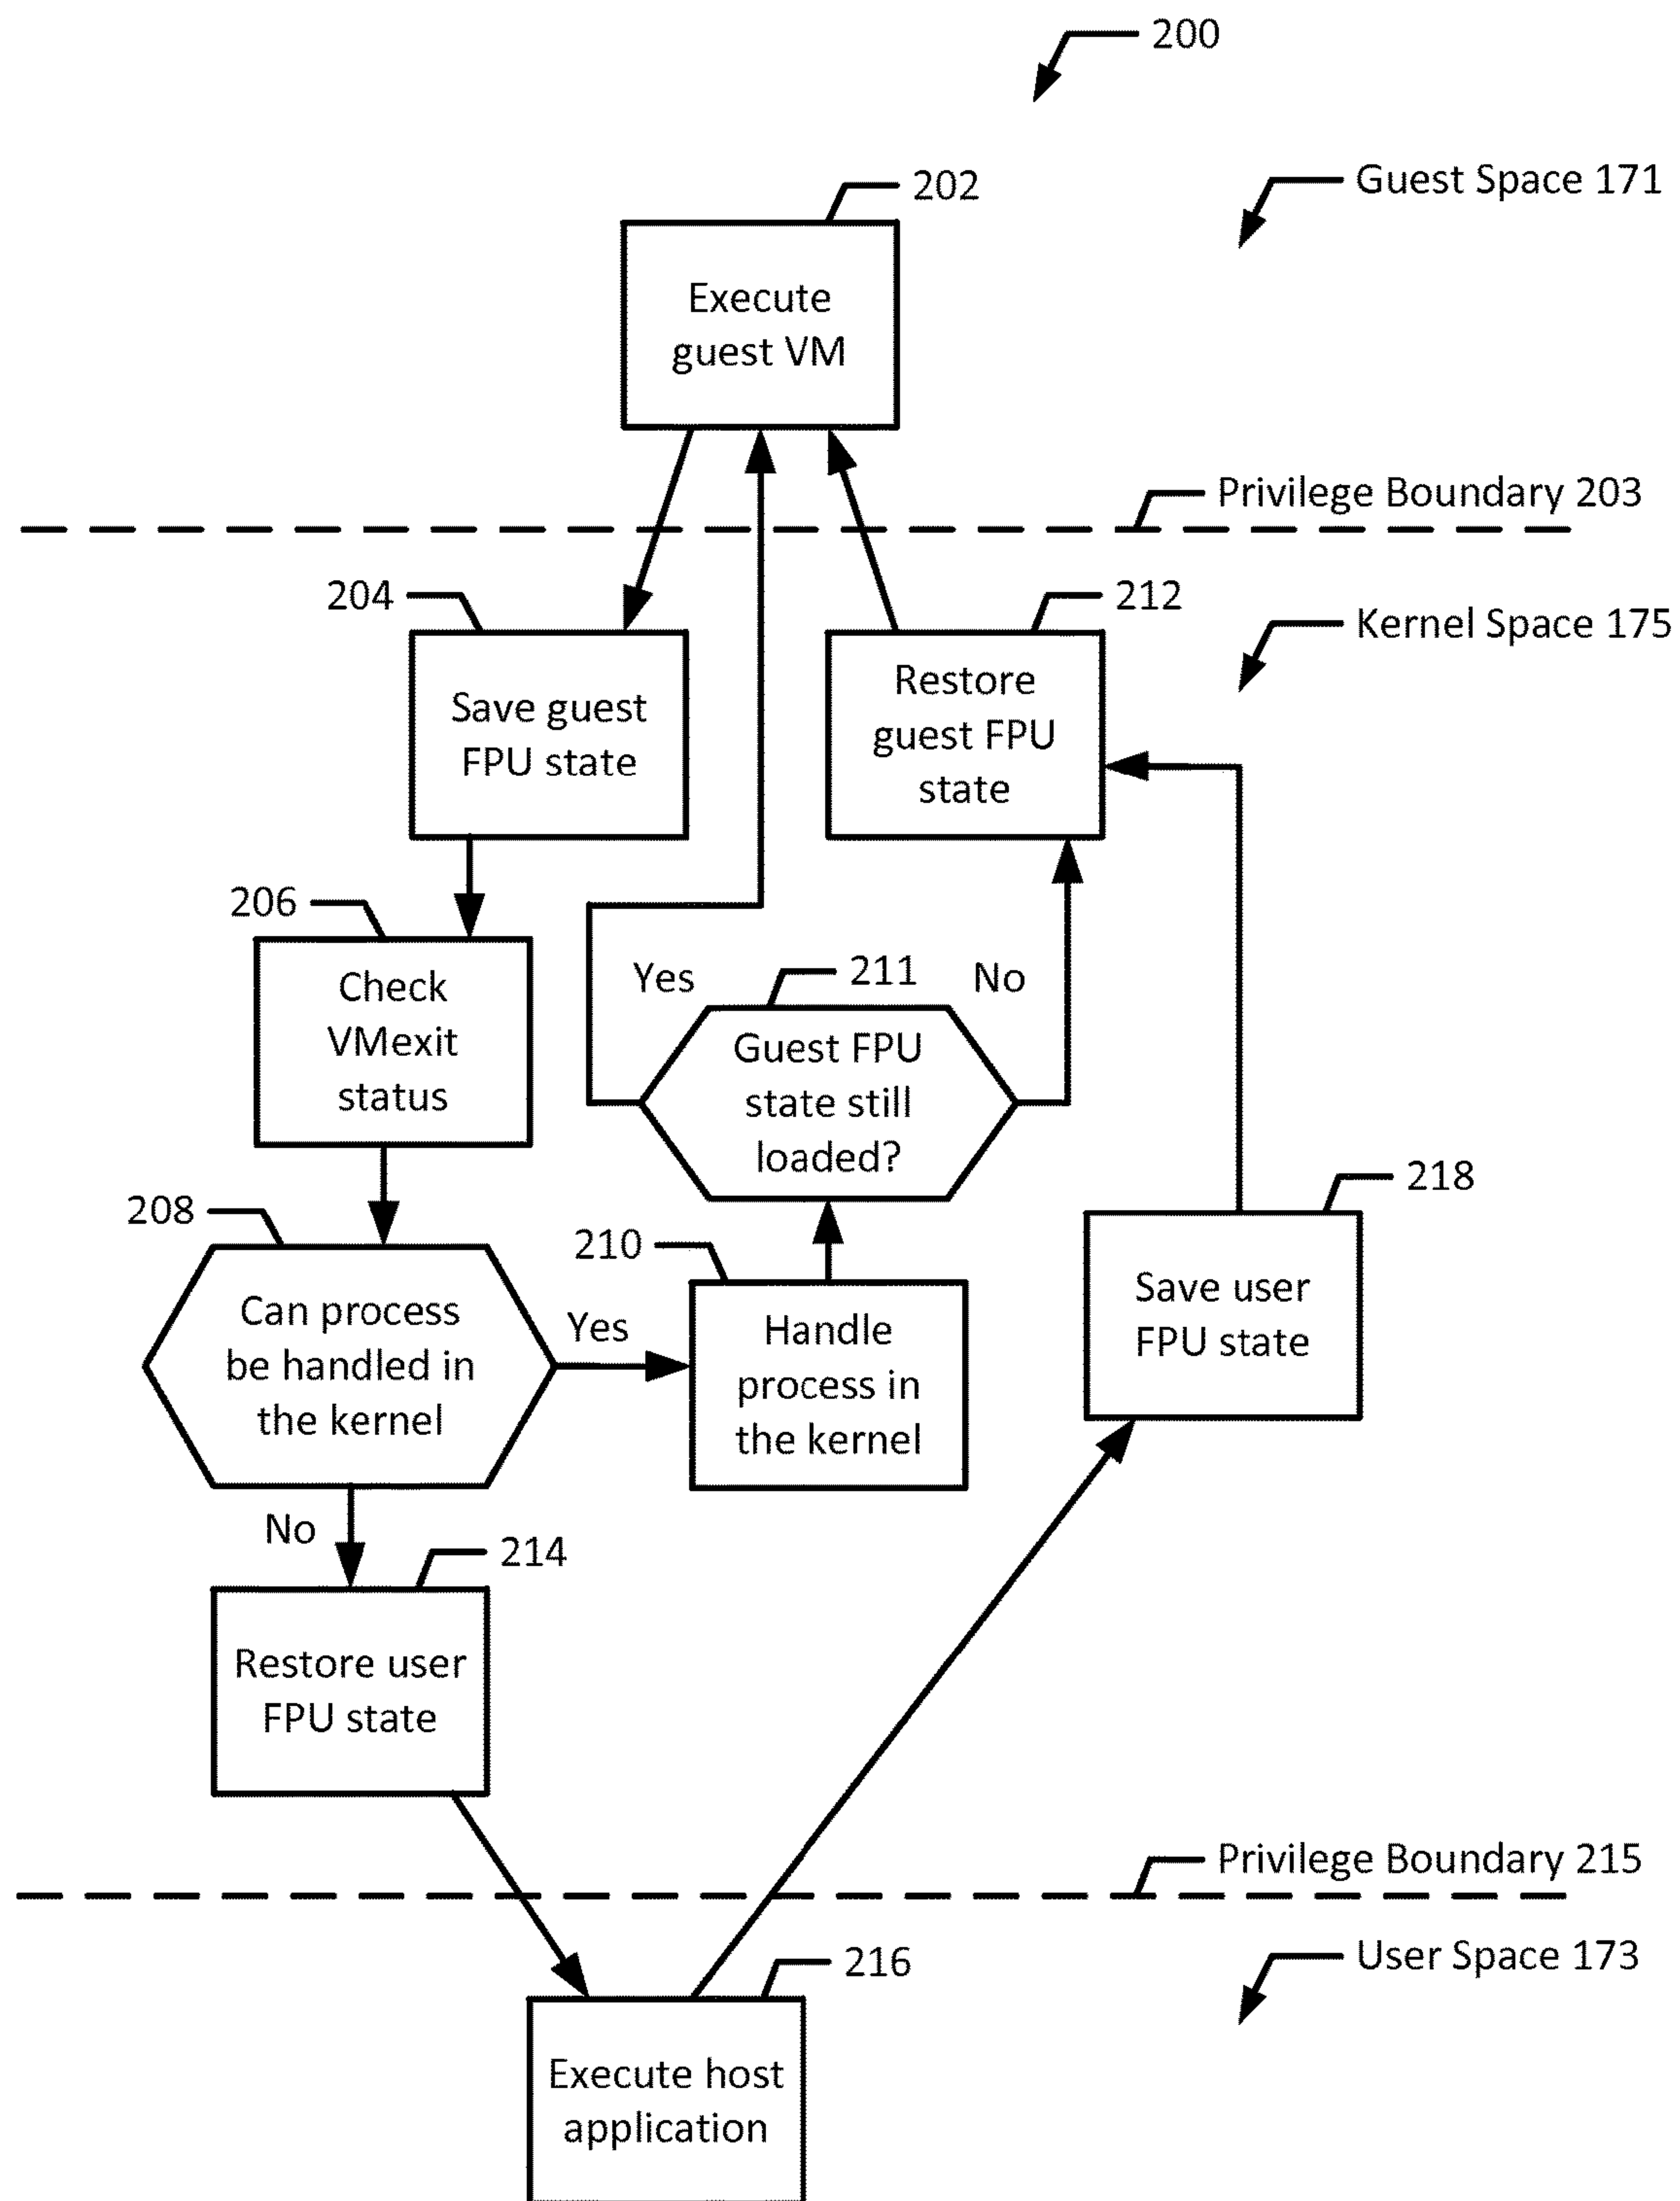 200
Guest Space 171
202
Execute
guest VM
Privilege Boundary 203
204
212
Kernel Space 175
Save guest
FPU state
Restore
guest FPU
state
206
Check
VMexit
status
Yes
211
No
Guest FPU
state still
loaded?
208
210
218
Can process
be handled in
the kernel
Yes
Handle
process in
the kernel
Save user
FPU state
No
214
Restore user
FPU state
Privilege Boundary 215
216
User Space 173
Execute host
application